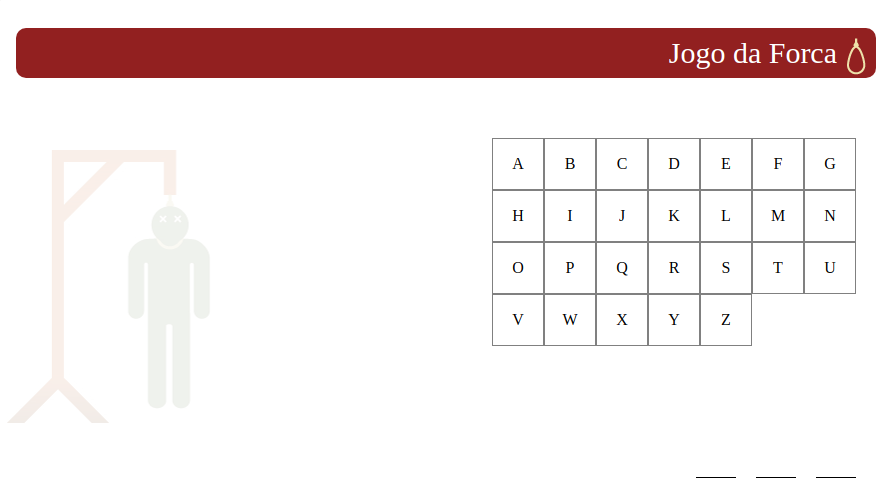 Jogo da Forca
A B C D E F G
H I J K L M N
O P Q R S T U
V W X Y Z